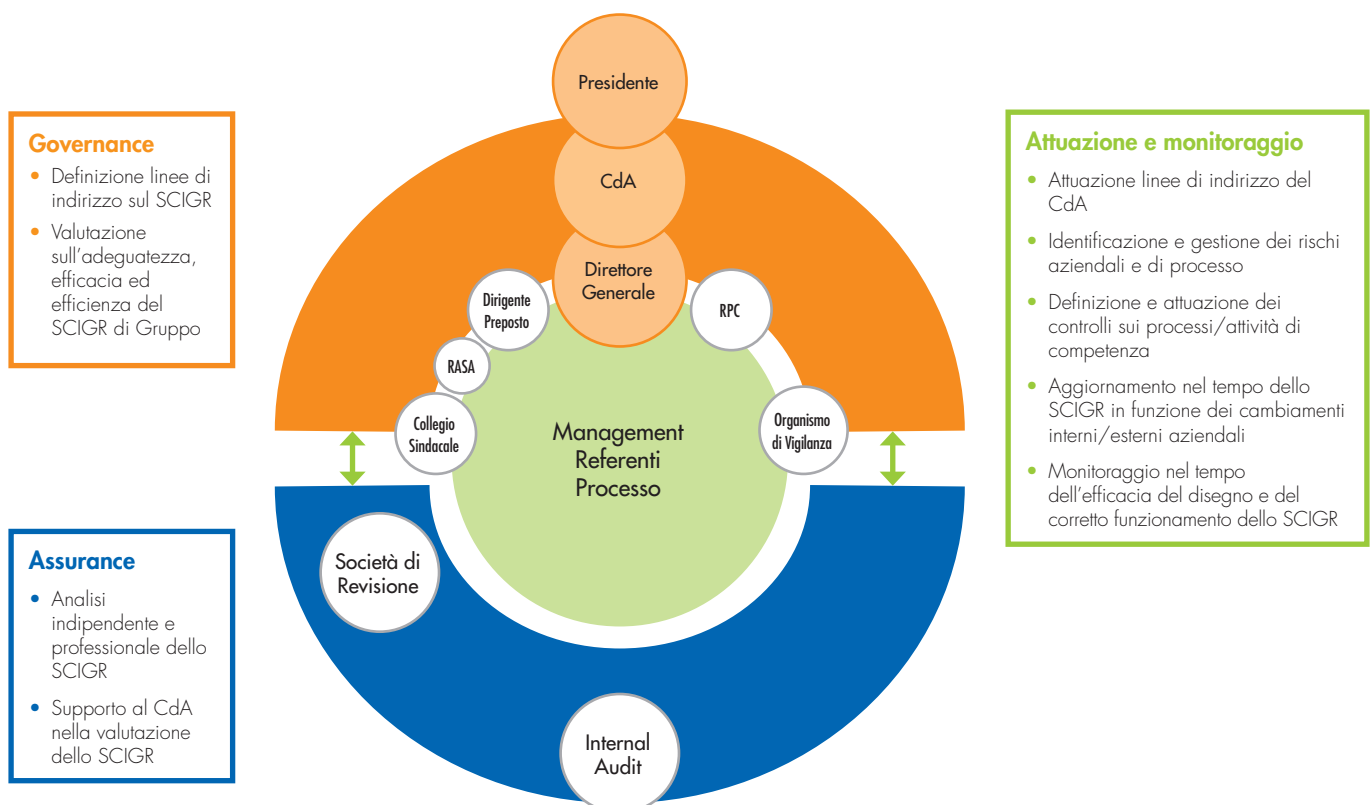 Presidente
CdA
Direttore
Generale
Dirigente
Preposto
RPC
RASA
Collegio
Sindacale
Organismo
di Vigilanza
Management
Referenti
Processo
Società di
Revisione
Internal
Audit
Governance
• Definizione linee di
indirizzo sul SCIGR
• Valutazione
sull'adeguatezza,
efficacia ed
efficienza del
SCIGR di Gruppo
Assurance
• Analisi
indipendente e
professionale dello
SCIGR
• Supporto al CdA
nella valutazione
dello SCIGR
Attuazione e monitoraggio
• Attuazione linee di indirizzo del
CdA
• Identificazione e gestione dei rischi
aziendali e di processo
• Definizione e attuazione dei
controlli sui processi/attività di
competenza
• Aggiornamento nel tempo dello
SCIGR in funzione dei cambiamenti
interni/esterni aziendali
• Monitoraggio nel tempo
dell'efficacia del disegno e del
corretto funzionamento dello SCIGR